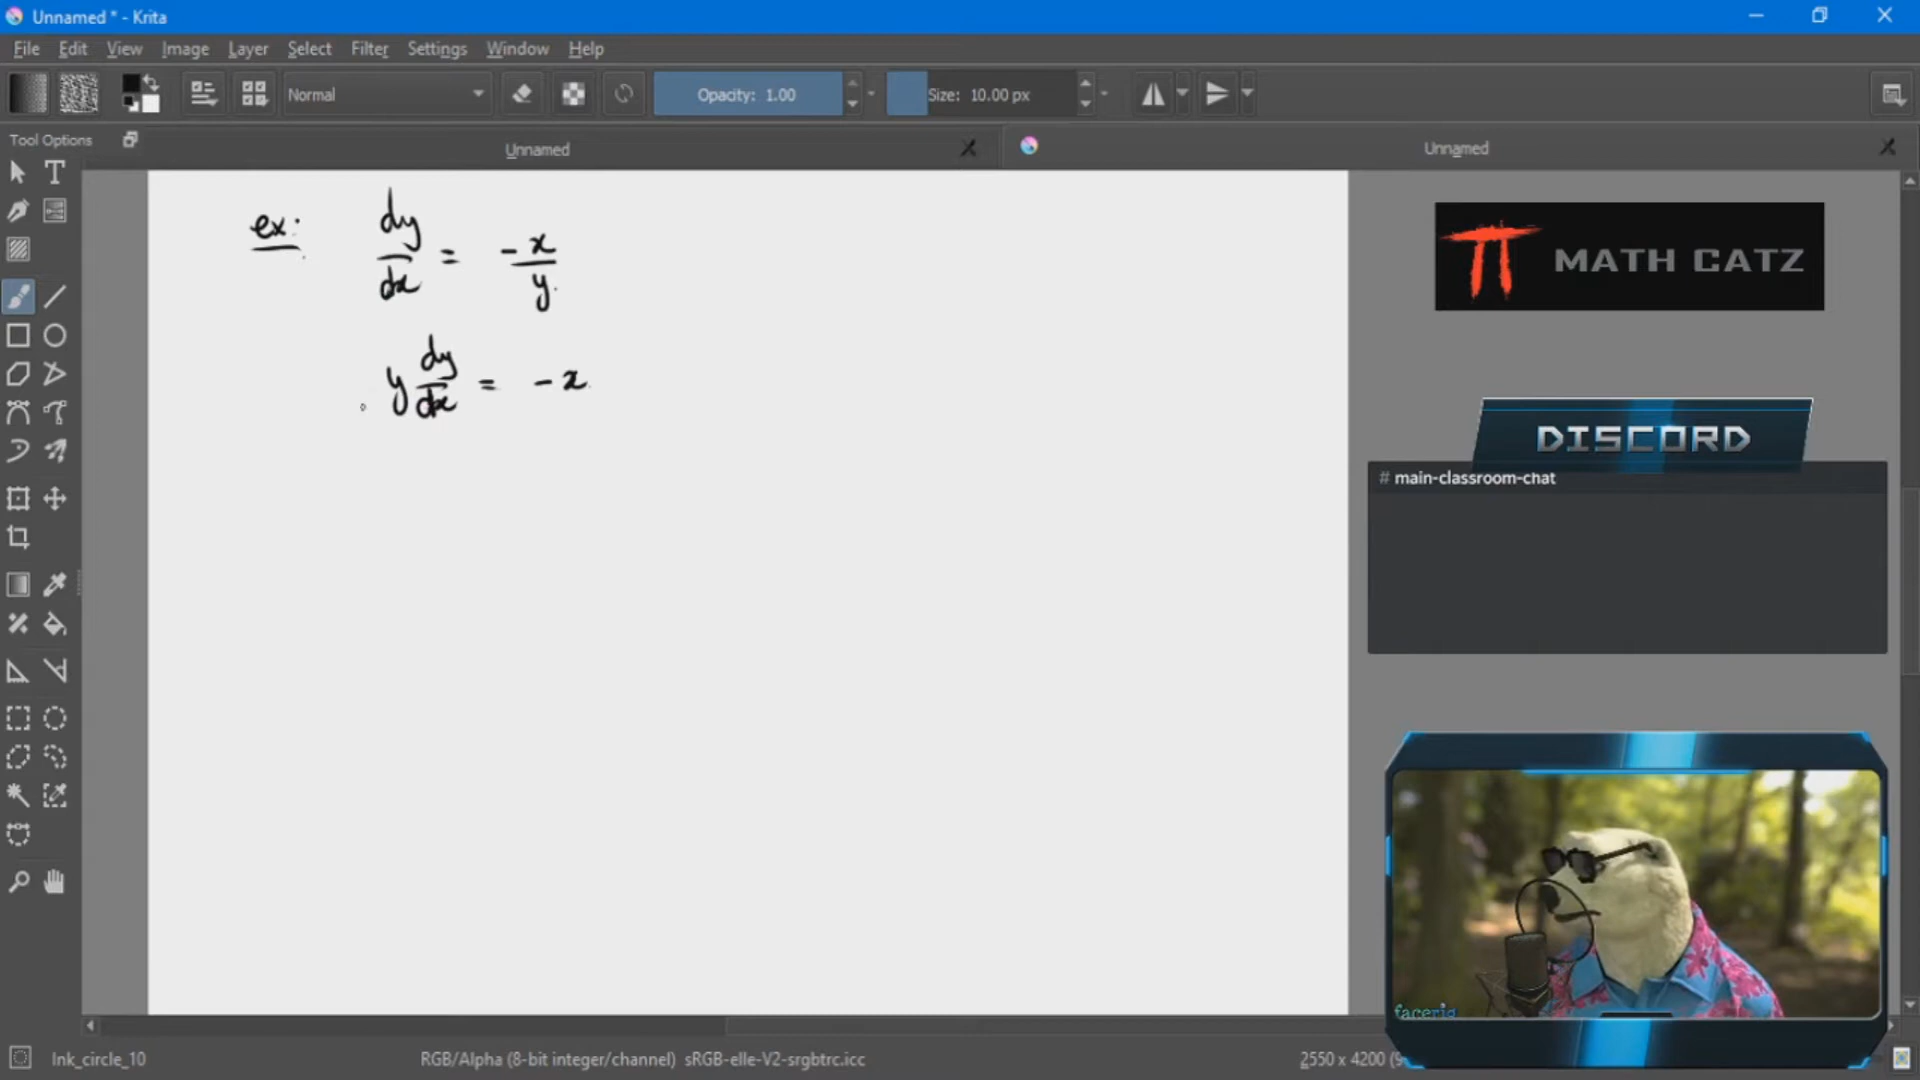 Unnamed * - Krita
File Edit View Image Layer Select Filter Settings Window Help
Normal Opacity: 1.00 Size: 10.00 px
Tool Options
Unnamed Unnamed
ex: dy/dx = -x/y
y dy/dx = -x
π MATH CATZ
DISCORD
# main-classroom-chat
facerig
Ink_circle_10 RGB/Alpha (8-bit integer/channel) sRGB-elle-V2-srgbtrc.icc 2550 x 4200 (9